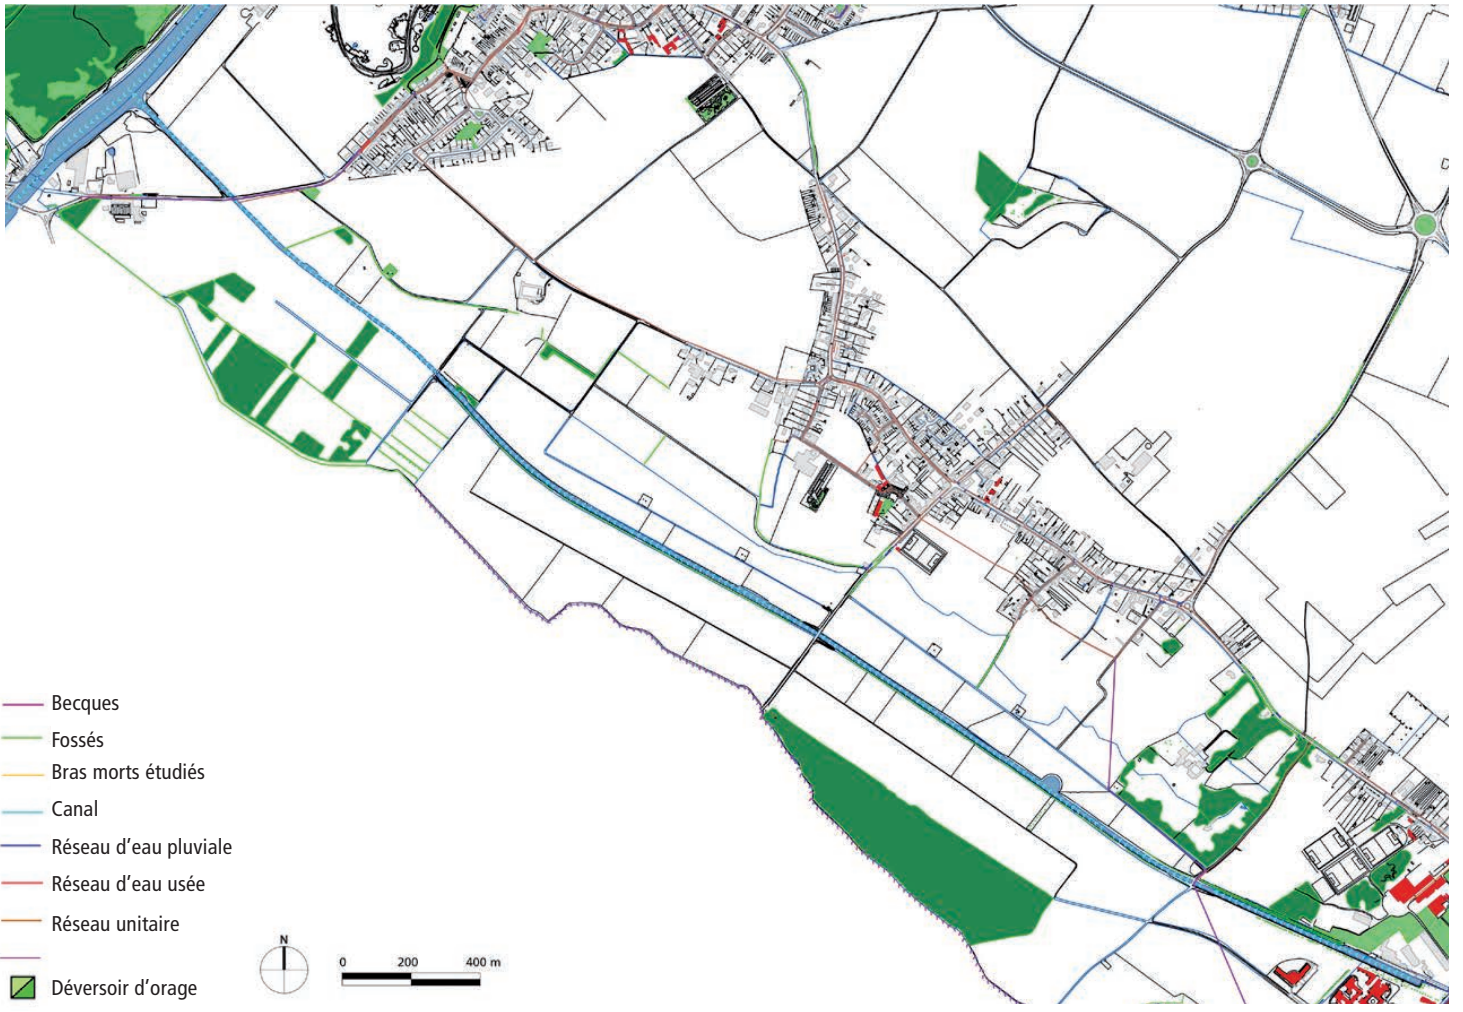 Becques
Fossés
Bras morts étudiés
Canal
Réseau d'eau pluviale
Réseau d'eau usée
Réseau unitaire
Déversoir d'orage
N
0 200 400 m